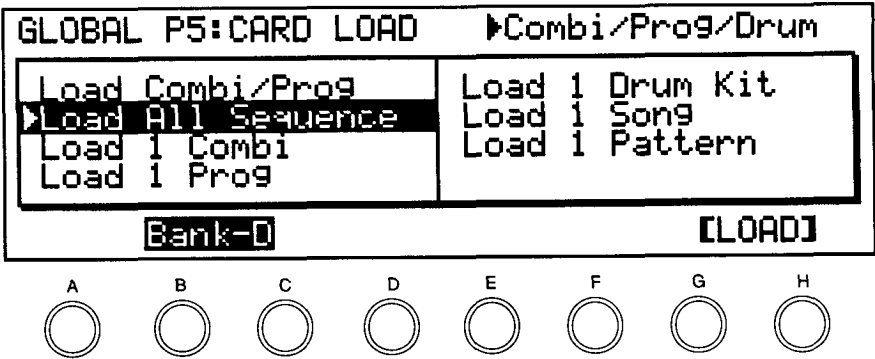 GLOBAL P5:CARD LOAD ▶Combi/Prog/Drum
Load Combi/Prog
▶Load All Sequence
Load 1 Combi
Load 1 Prog
Load 1 Drum Kit
Load 1 Song
Load 1 Pattern
Bank-D [LOAD]
A B C D E F G H